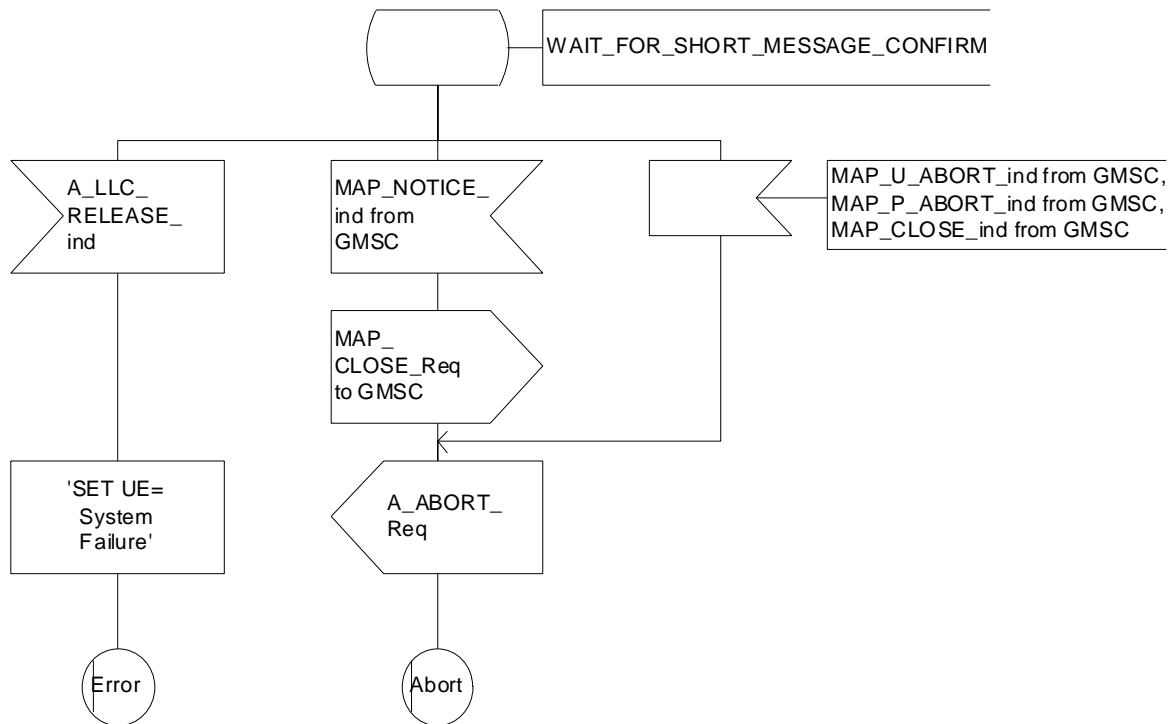 WAIT_FOR_SHORT_MESSAGE_CONFIRM
A_LLC_
RELEASE_
ind
MAP_NOTICE_
ind from
GMSC
MAP_U_ABORT_ind from GMSC,
MAP_P_ABORT_ind from GMSC,
MAP_CLOSE_ind from GMSC
MAP_
CLOSE_Req
to GMSC
'SET UE=
System
Failure'
A_ABORT_
Req
Error
Abort